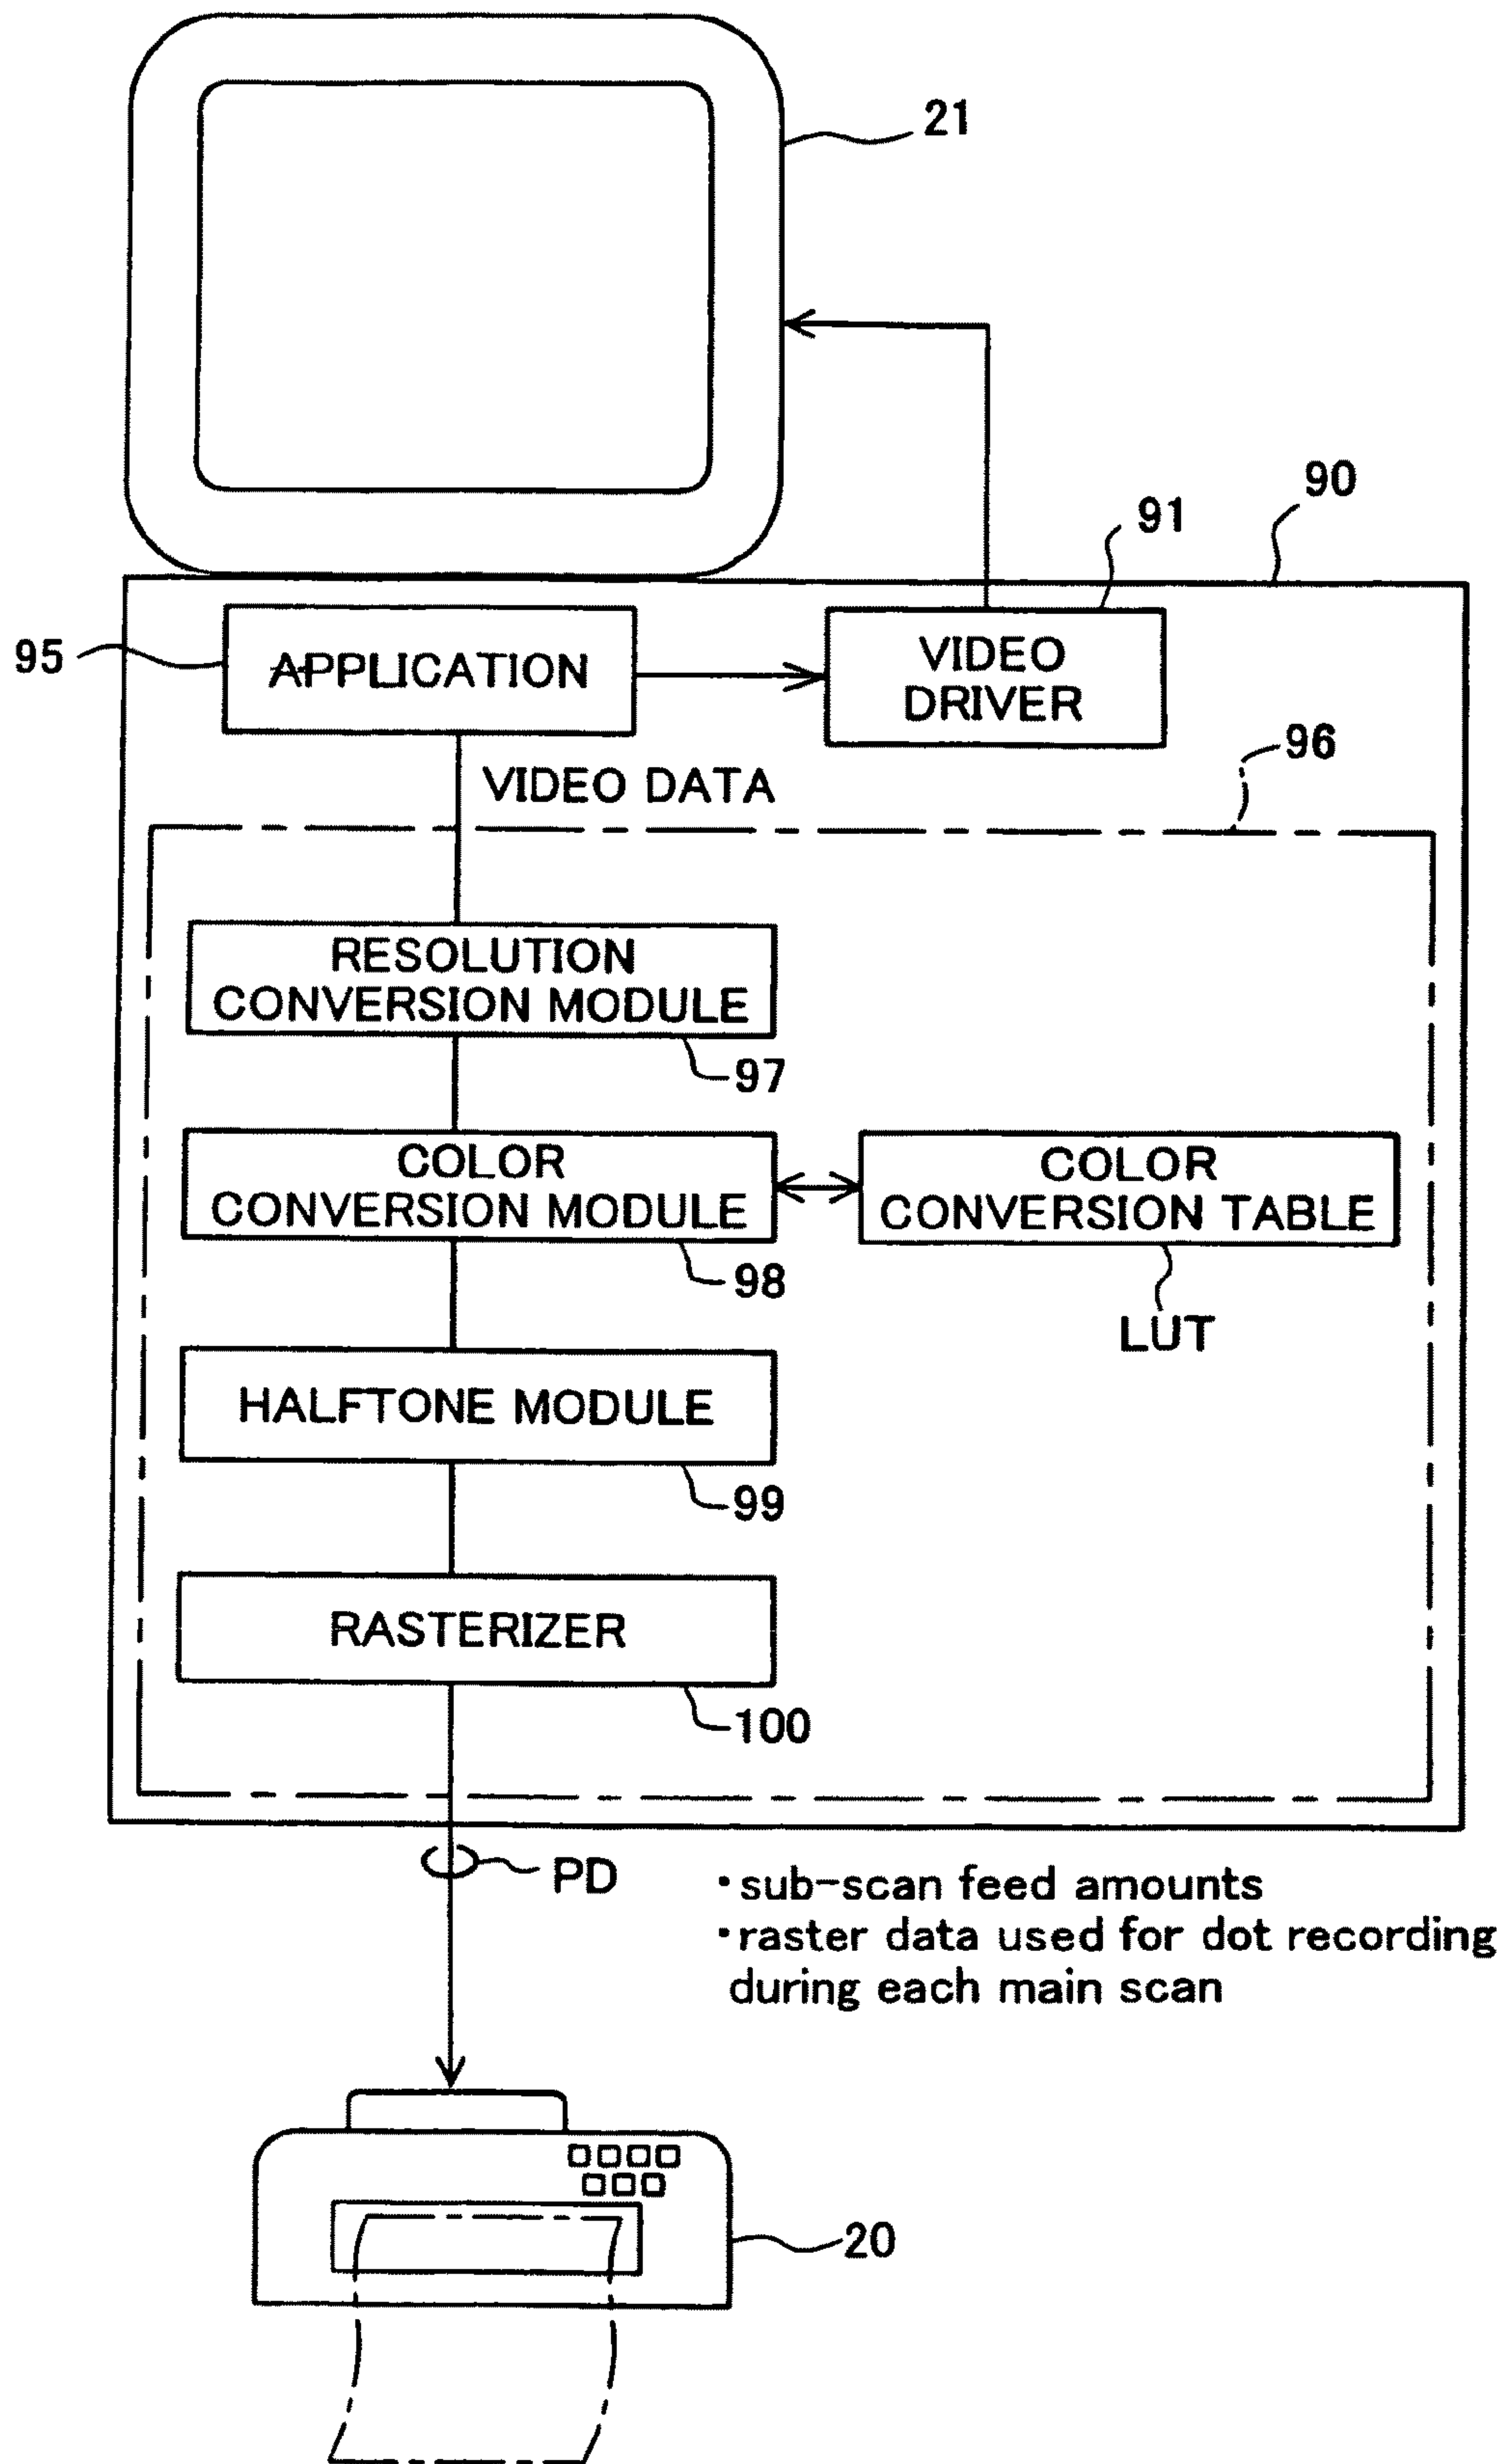 21
90
91
95
APPLICATION
VIDEO
DRIVER
96
VIDEO DATA
RESOLUTION
CONVERSION MODULE
97
COLOR
CONVERSION MODULE
COLOR
CONVERSION TABLE
98
LUT
HALFTONE MODULE
99
RASTERIZER
100
PD
・sub-scan feed amounts
・raster data used for dot recording
during each main scan
20